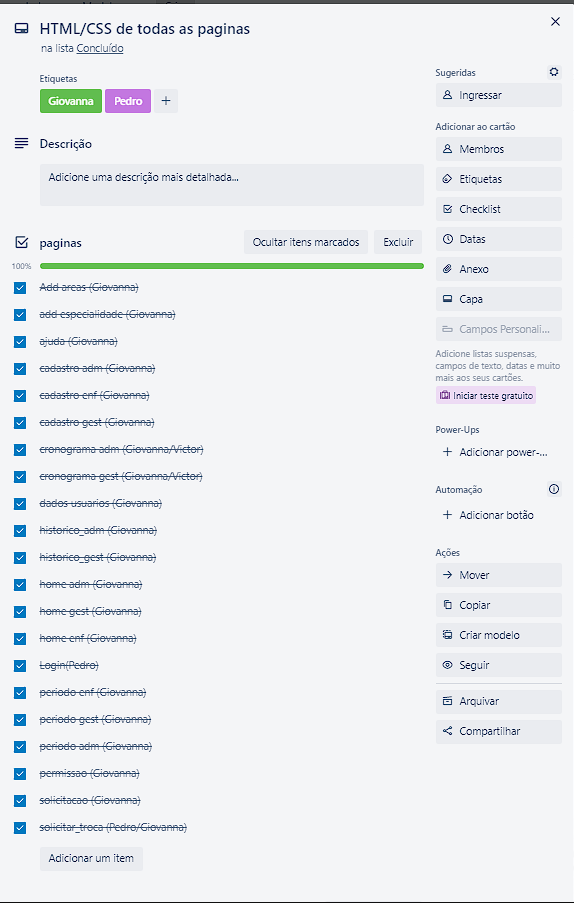 HTML/CSS de todas as paginas
na lista Concluído
Etiquetas
Giovanna
Pedro
Descrição
Adicione uma descrição mais detalhada...
paginas
Ocultar itens marcados
Excluir
100%
Add areas (Giovanna)
add especialidade (Giovanna)
ajuda (Giovanna)
cadastro adm (Giovanna)
cadastro enf (Giovanna)
cadastro gest (Giovanna)
cronograma adm (Giovanna/Victor)
cronograma gest (Giovanna/Victor)
dados usuarios (Giovanna)
historico_adm (Giovanna)
historico_gest (Giovanna)
home adm (Giovanna)
home gest (Giovanna)
home enf (Giovanna)
Login(Pedro)
periodo enf (Giovanna)
periodo gest (Giovanna)
periodo adm (Giovanna)
permissao (Giovanna)
solicitacao (Giovanna)
solicitar_troca (Pedro/Giovanna)
Adicionar um item
Sugeridas
Ingressar
Adicionar ao cartão
Membros
Etiquetas
Checklist
Datas
Anexo
Capa
Campos Personali...
Adicione listas suspensas,
campos de texto, datas e muito
mais aos seus cartões.
Iniciar teste gratuito
Power-Ups
Adicionar power-...
Automação
Adicionar botão
Ações
Mover
Copiar
Criar modelo
Seguir
Arquivar
Compartilhar